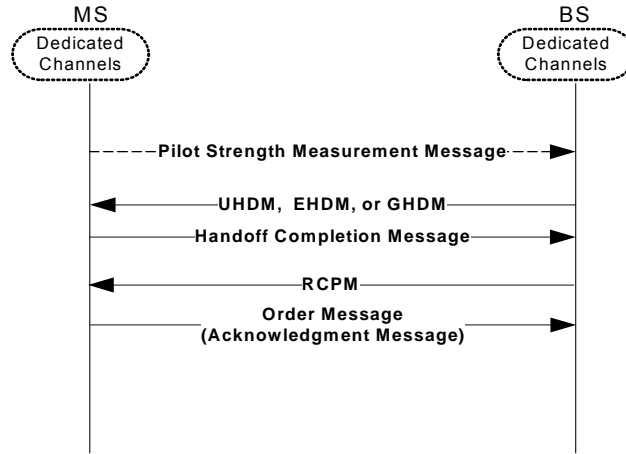 MS
BS
Dedicated
Channels
Dedicated
Channels
Pilot Strength Measurement Message
UHDM, EHDM, or GHDM
Handoff Completion Message
RCPM
Order Message
(Acknowledgment Message)